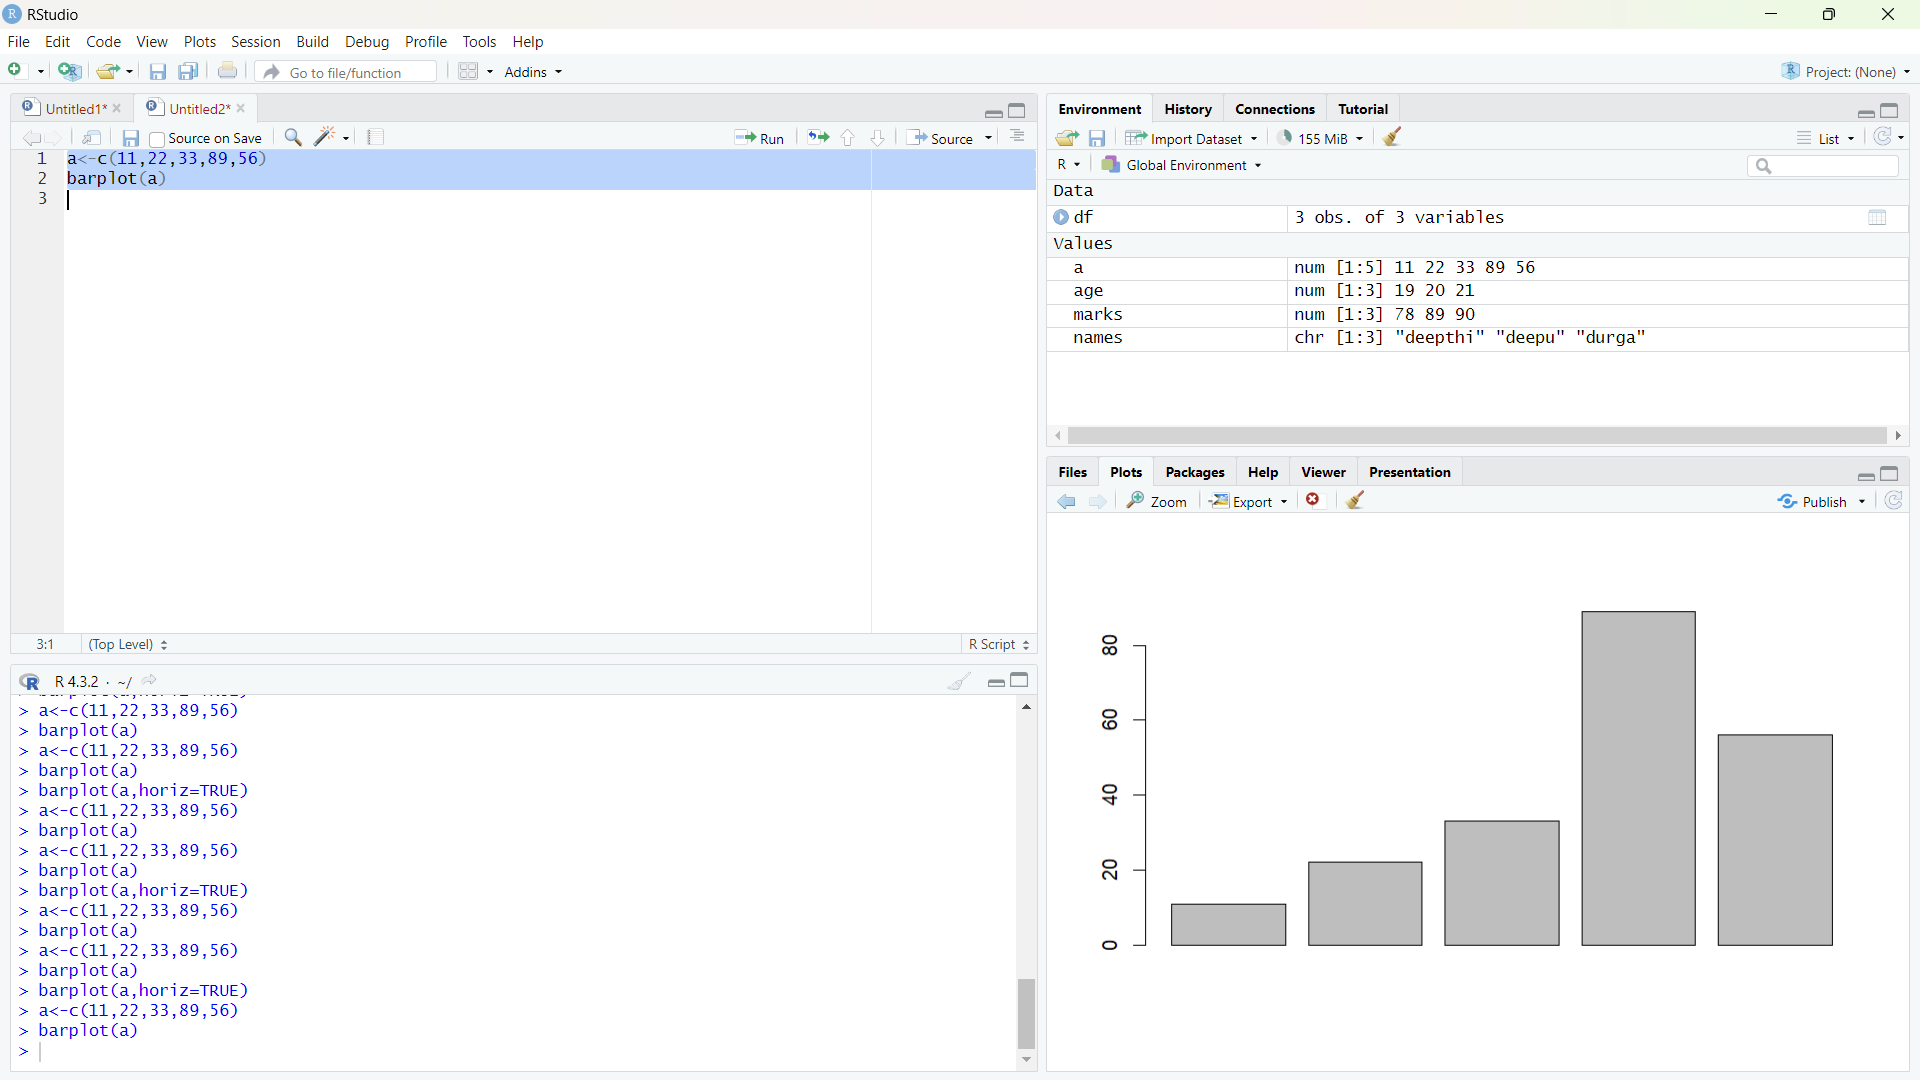 RStudio
File Edit Code View Plots Session Build Debug Profile Tools Help
Go to file/function Addins Project: (None)
Untitled1* Untitled2*
Source on Save Run Source
1 a<-c(11,22,33,89,56)
2 barplot(a)
3
3:1 (Top Level) R Script
R 4.3.2 · ~/
> a<-c(11,22,33,89,56)
> barplot(a)
> a<-c(11,22,33,89,56)
> barplot(a)
> barplot(a,horiz=TRUE)
> a<-c(11,22,33,89,56)
> barplot(a)
> a<-c(11,22,33,89,56)
> barplot(a)
> barplot(a,horiz=TRUE)
> a<-c(11,22,33,89,56)
> barplot(a)
> a<-c(11,22,33,89,56)
> barplot(a)
> barplot(a,horiz=TRUE)
> a<-c(11,22,33,89,56)
> barplot(a)
>
Environment History Connections Tutorial
Import Dataset 155 MiB List
R Global Environment
Data
df 3 obs. of 3 variables
Values
a num [1:5] 11 22 33 89 56
age num [1:3] 19 20 21
marks num [1:3] 78 89 90
names chr [1:3] "deepthi" "deepu" "durga"
Files Plots Packages Help Viewer Presentation
Zoom Export Publish
80
60
40
20
0